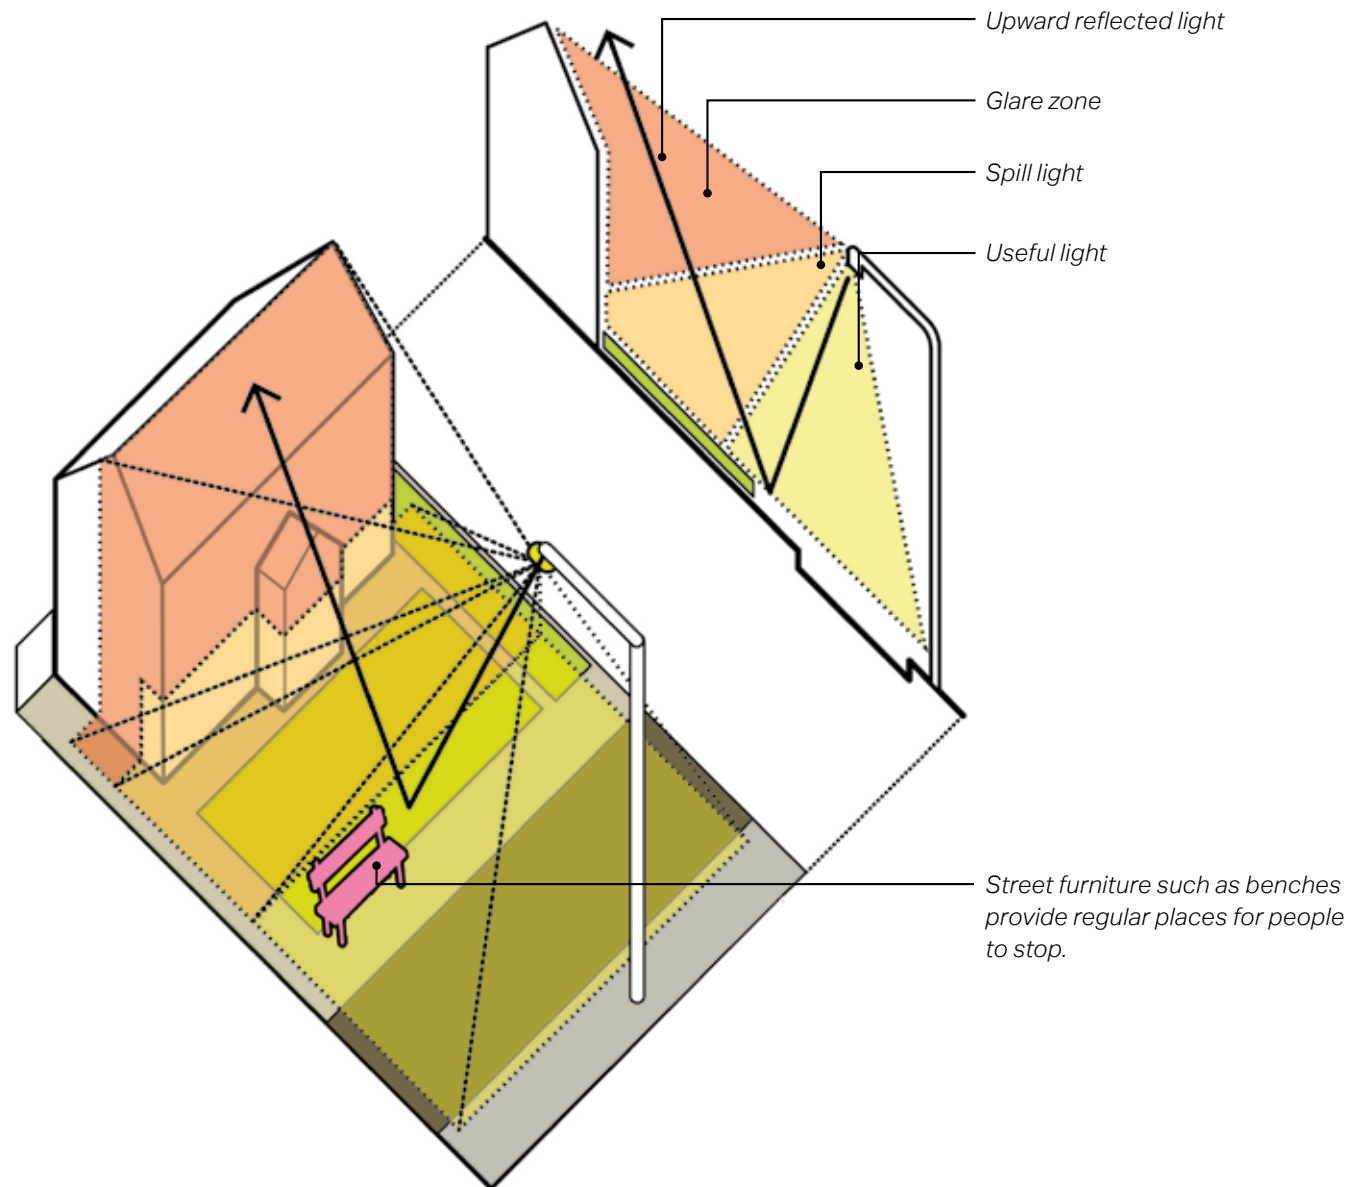 Upward reflected light
Glare zone
Spill light
Useful light
Street furniture such as benches
provide regular places for people
to stop.